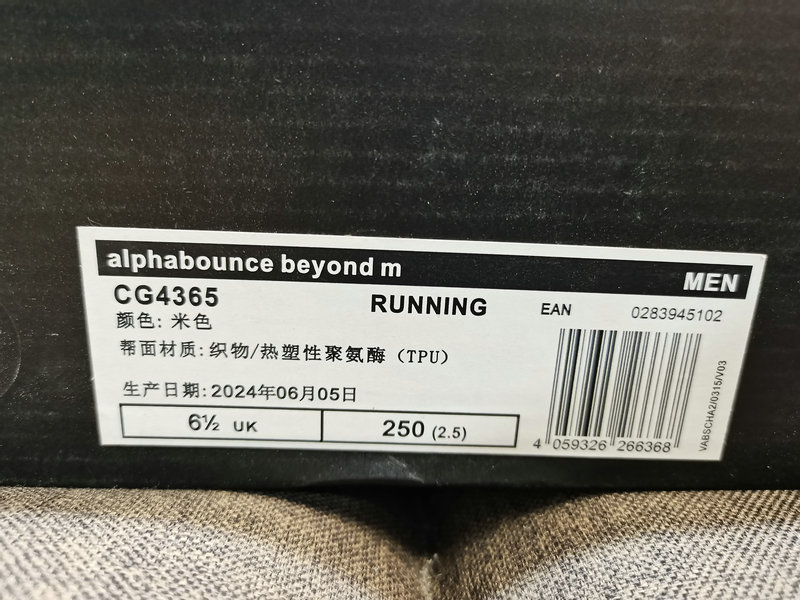 alphabounce beyond m
MEN
CG4365
RUNNING
EAN
0283945102
颜色: 米色
帮面材质: 织物/热塑性聚氨酶（TPU）
生产日期: 2024年06月05日
6½ UK
250 (2.5)
4 059326 266368
VABSCHA2/0315/V03